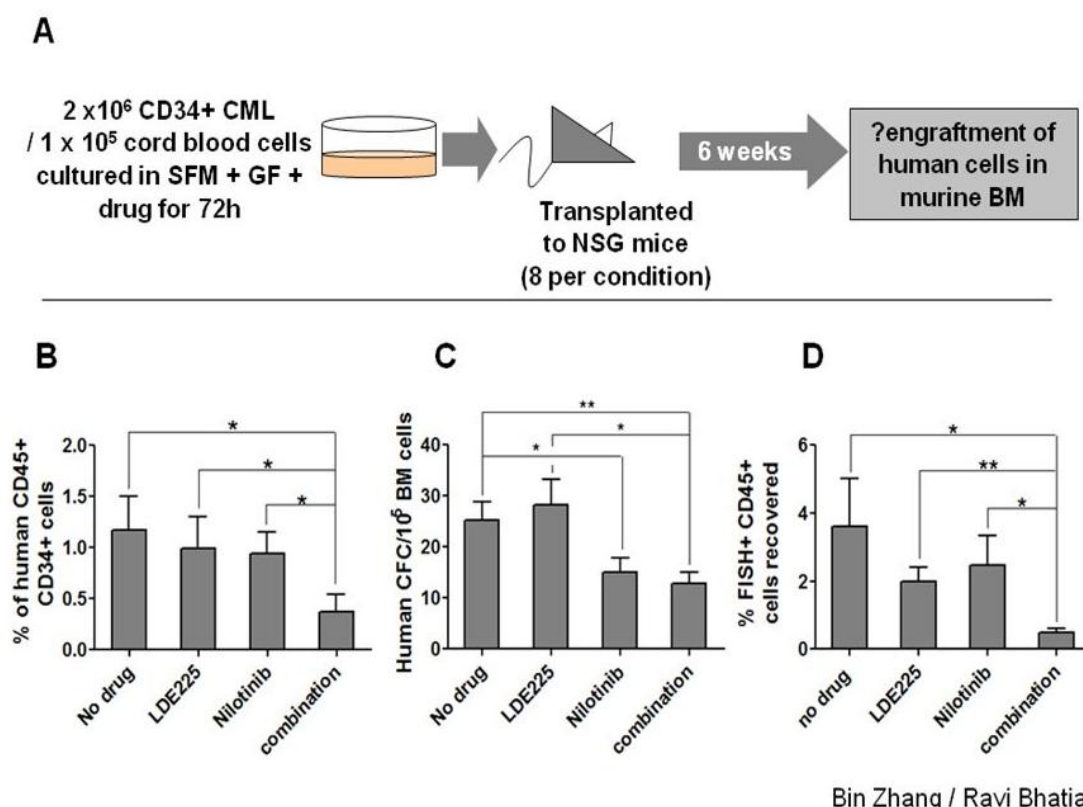 A
2 x10⁶ CD34+ CML
/ 1 x 10⁵ cord blood cells
cultured in SFM + GF +
drug for 72h
Transplanted
to NSG mice
(8 per condition)
6 weeks
?engraftment of
human cells in
murine BM
B
% of human CD45+
CD34+ cells
2.0
1.5
1.0
0.5
0.0
*
*
*
No drug
LDE225
Nilotinib
combination
C
Human CFC/10⁵ BM cells
40
30
20
10
0
**
*
*
No drug
LDE225
Nilotinib
combination
D
% FISH+ CD45+
cells recovered
6
4
2
0
*
**
*
no drug
LDE225
Nilotinib
combination
Bin Zhang / Ravi Bhatia